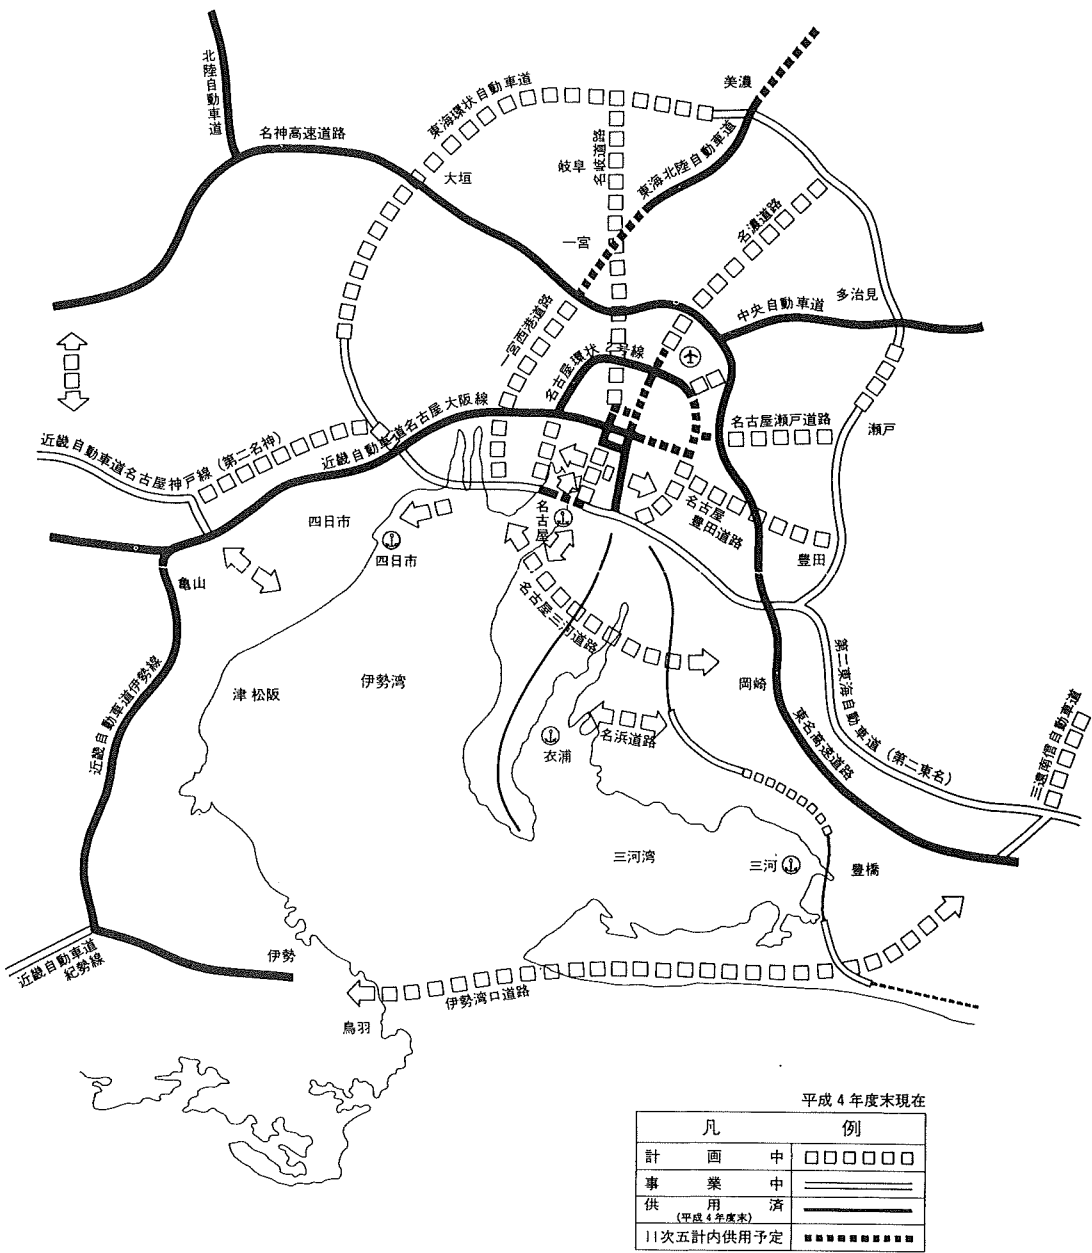 北陸自動車道
名神高速道路
東海環状自動車道
美濃
大垣
岐阜
名岐道路
東海北陸自動車道
一宮
名濃道路
多治見
中央自動車道
一宮西港道路
名古屋環状2号線
近畿自動車道名古屋大阪線
名古屋瀬戸道路
瀬戸
近畿自動車道名古屋神戸線(第二名神)
四日市
四日市
名古屋
名古屋
豊田道路
豊田
亀山
名古屋三河道路
津
松阪
伊勢湾
岡崎
第二東海自動車道(第二東名)
近畿自動車道伊勢線
衣浦
名浜道路
東名高速道路
三遠南信自動車道
三河湾
三河
豊橋
近畿自動車道
紀勢線
伊勢
伊勢湾口道路
鳥羽
平成4年度末現在
凡例
計画中
事業中
供用済
(平成4年度末)
11次五計内供用予定